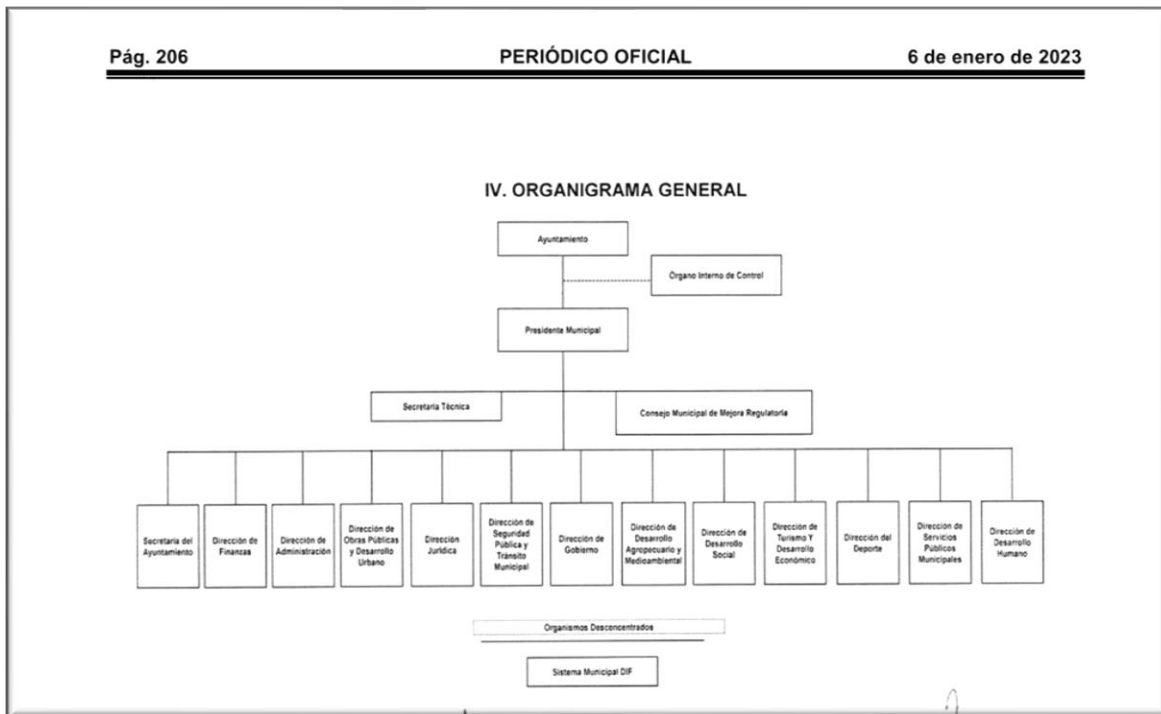 Pág. 206 PERIÓDICO OFICIAL 6 de enero de 2023
IV. ORGANIGRAMA GENERAL
Ayuntamiento
Órgano Interno de Control
Presidente Municipal
Secretaría Técnica
Consejo Municipal de Mejora Regulatoria
Secretaria del
Ayuntamiento
Dirección de
Finanzas
Dirección de
Administración
Dirección de
Obras Públicas
y Desarrollo
Urbano
Dirección
Jurídica
Dirección de
Seguridad
Pública y
Tránsito
Municipal
Dirección de
Gobierno
Dirección de
Desarrollo
Agropecuario y
Medioambiental
Dirección de
Desarrollo
Social
Dirección de
Turismo Y
Desarrollo
Económico
Dirección del
Deporte
Dirección de
Servicios
Públicos
Municipales
Dirección de
Desarrollo
Humano
Organismos Desconcentrados
Sistema Municipal DIF